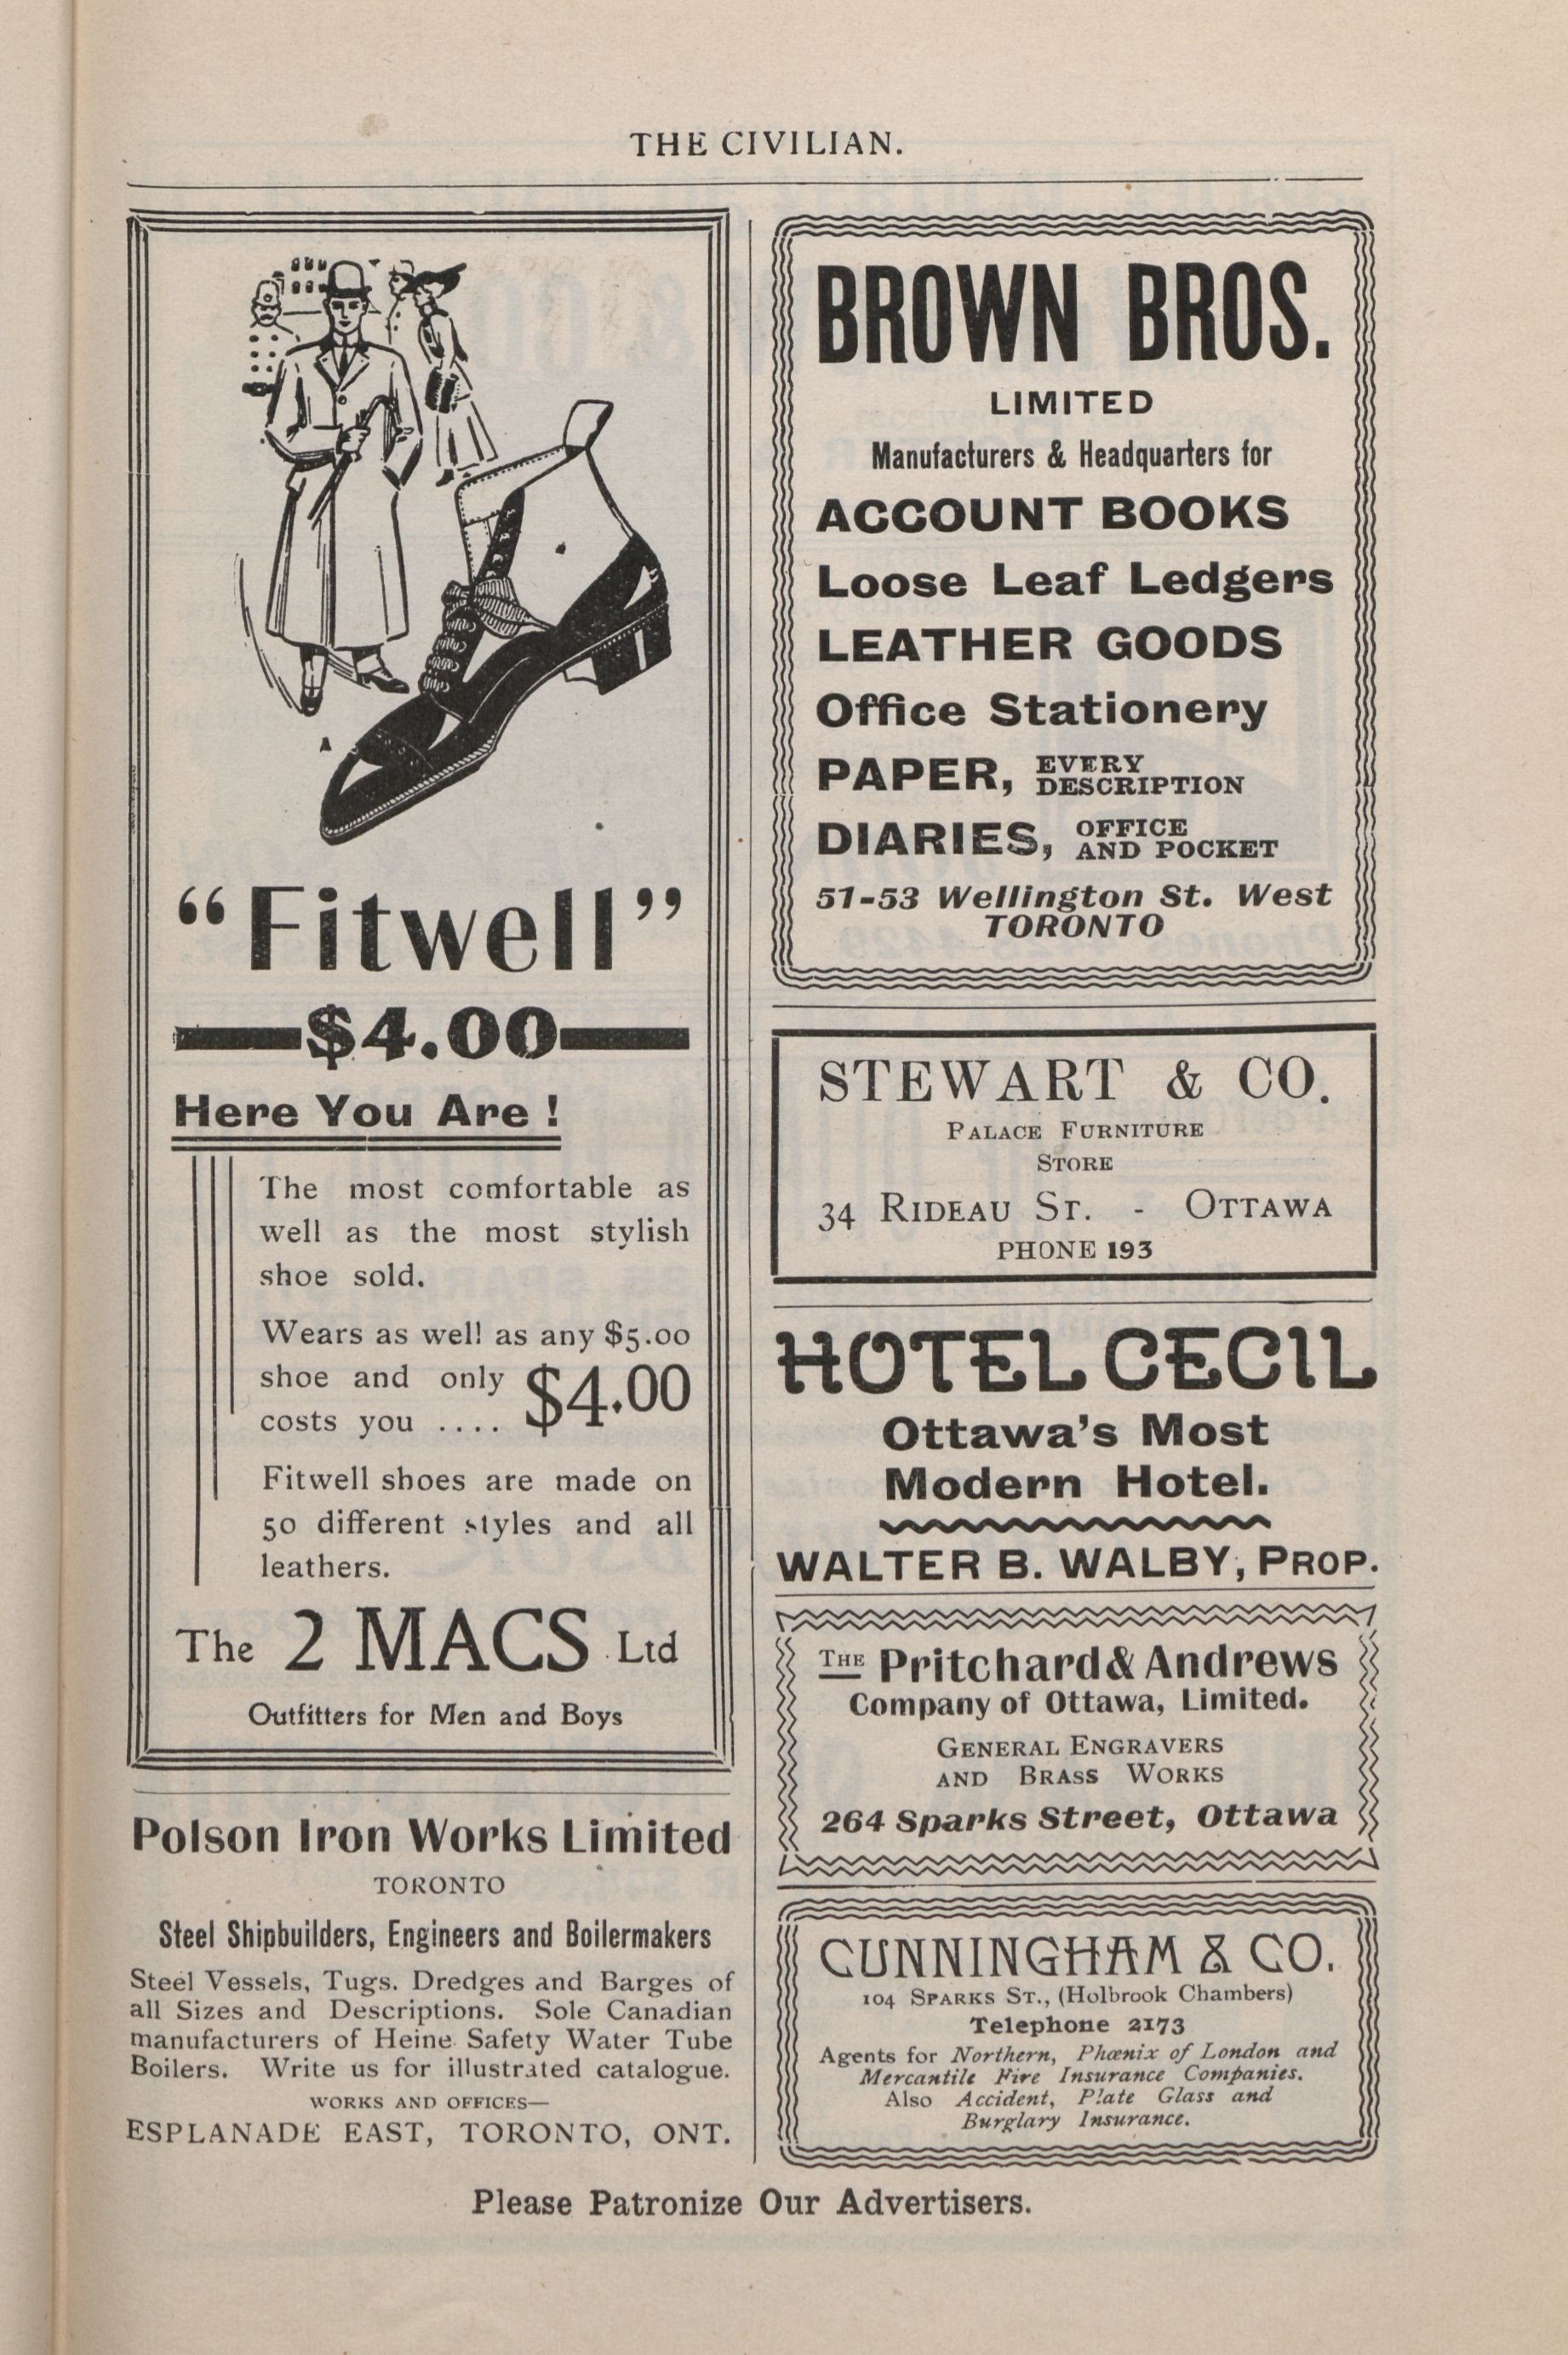 THE CIVILIAN.
"Fitwell"
$4.00
Here You Are !
The most comfortable as
well as the most stylish
shoe sold.
Wears as well as any $5.00
shoe and only
costs you .... $4.00
Fitwell shoes are made on
50 different styles and all
leathers.
The 2 MACS Ltd
Outfitters for Men and Boys
Polson Iron Works Limited
TORONTO
Steel Shipbuilders, Engineers and Boilermakers
Steel Vessels, Tugs. Dredges and Barges of
all Sizes and Descriptions. Sole Canadian
manufacturers of Heine Safety Water Tube
Boilers. Write us for illustrated catalogue.
WORKS AND OFFICES—
ESPLANADE EAST, TORONTO, ONT.
BROWN BROS.
LIMITED
Manufacturers & Headquarters for
ACCOUNT BOOKS
Loose Leaf Ledgers
LEATHER GOODS
Office Stationery
PAPER, EVERY
DESCRIPTION
DIARIES, OFFICE
AND POCKET
51-53 Wellington St. West
TORONTO
STEWART & CO.
PALACE FURNITURE
STORE
34 RIDEAU ST. - OTTAWA
PHONE 193
HOTEL CECIL
Ottawa's Most
Modern Hotel.
WALTER B. WALBY, PROP.
THE Pritchard & Andrews
Company of Ottawa, Limited.
GENERAL ENGRAVERS
AND BRASS WORKS
264 Sparks Street, Ottawa
CUNNINGHAM & CO.
104 SPARKS ST., (Holbrook Chambers)
Telephone 2173
Agents for Northern, Phœnix of London and
Mercantile Fire Insurance Companies.
Also Accident, Plate Glass and
Burglary Insurance.
Please Patronize Our Advertisers.